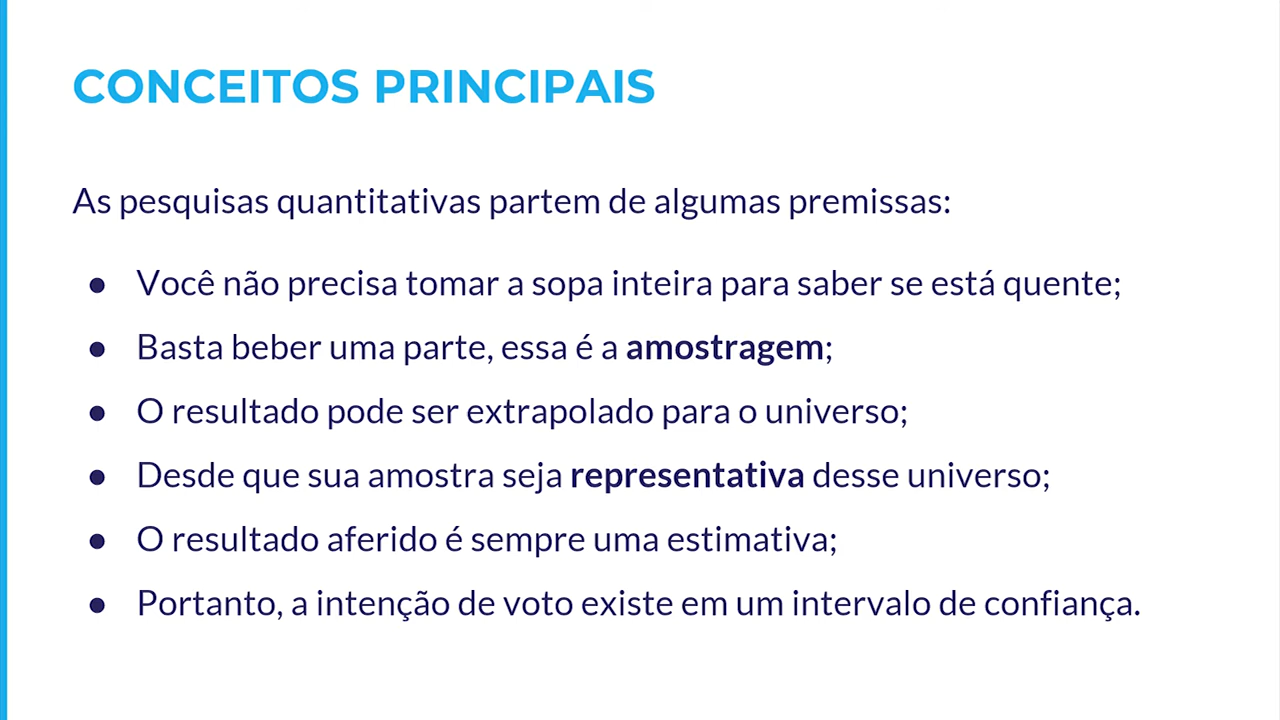 CONCEITOS PRINCIPAIS
As pesquisas quantitativas partem de algumas premissas:
● Você não precisa tomar a sopa inteira para saber se está quente;
● Basta beber uma parte, essa é a amostragem;
● O resultado pode ser extrapolado para o universo;
● Desde que sua amostra seja representativa desse universo;
● O resultado aferido é sempre uma estimativa;
● Portanto, a intenção de voto existe em um intervalo de confiança.